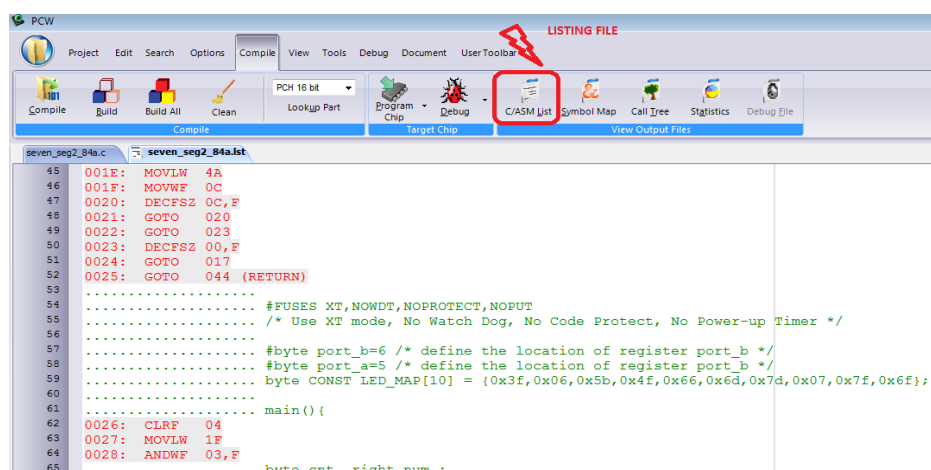 PCW
LISTING FILE
Project Edit Search Options Compile View Tools Debug Document User Toolbar
PCH 16 bit
Compile Build Build All Clean Lookup Part Program Chip Debug C/ASM List Symbol Map Call Tree Statistics Debug File
Compile Target Chip View Output Files
seven_seg2_84a.c seven_seg2_84a.lst
45 001E: MOVLW 4A
46 001F: MOVWF 0C
47 0020: DECFSZ 0C,F
48 0021: GOTO 020
49 0022: GOTO 023
50 0023: DECFSZ 00,F
51 0024: GOTO 017
52 0025: GOTO 044 (RETURN)
53 ....................
54 .................... #FUSES XT,NOWDT,NOPROTECT,NOPUT
55 .................... /* Use XT mode, No Watch Dog, No Code Protect, No Power-up Timer */
56 ....................
57 .................... #byte port_b=6 /* define the location of register port_b */
58 .................... #byte port_a=5 /* define the location of register port_b */
59 .................... byte CONST LED_MAP[10] = {0x3f,0x06,0x5b,0x4f,0x66,0x6d,0x7d,0x07,0x7f,0x6f};
60 ....................
61 .................... main(){
62 0026: CLRF 04
63 0027: MOVLW 1F
64 0028: ANDWF 03,F
65 .................... byte cnt, right_num ;